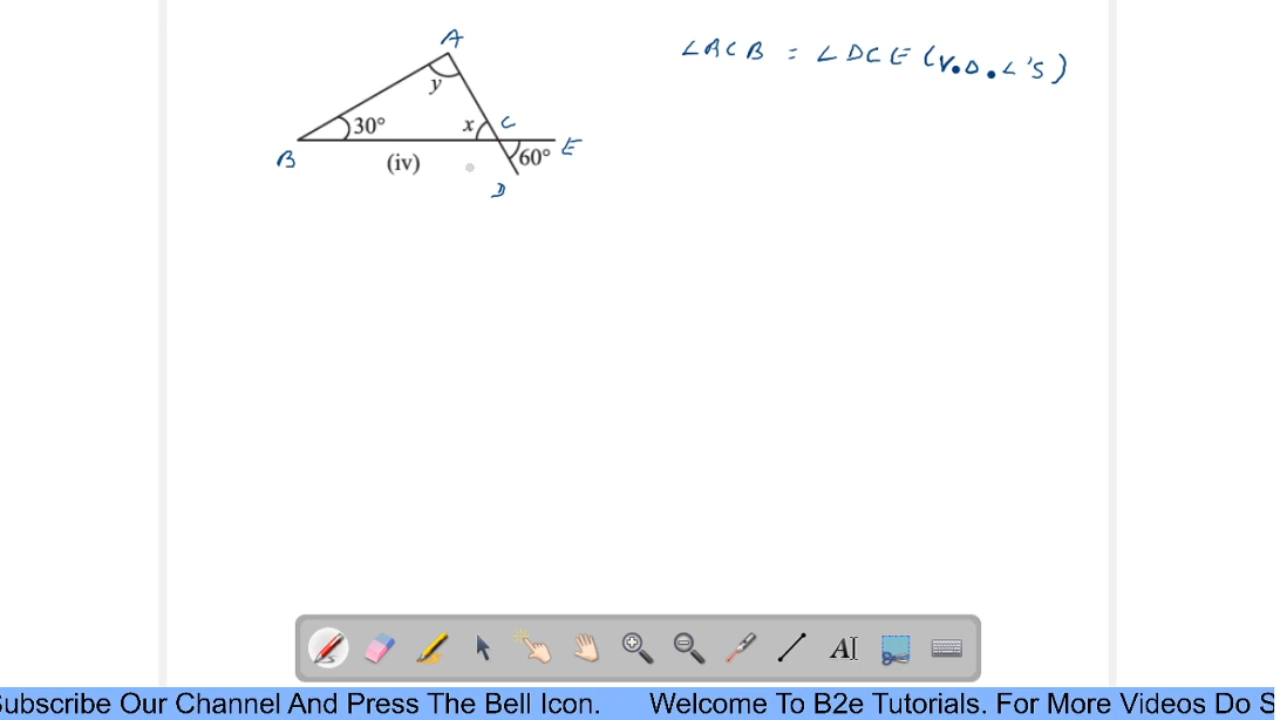 A
∠ACB = ∠DCE (V.O.∠'S)
y
30°
x
C
60°
E
B
(iv)
D
AI
Subscribe Our Channel And Press The Bell Icon. Welcome To B2e Tutorials. For More Videos Do S